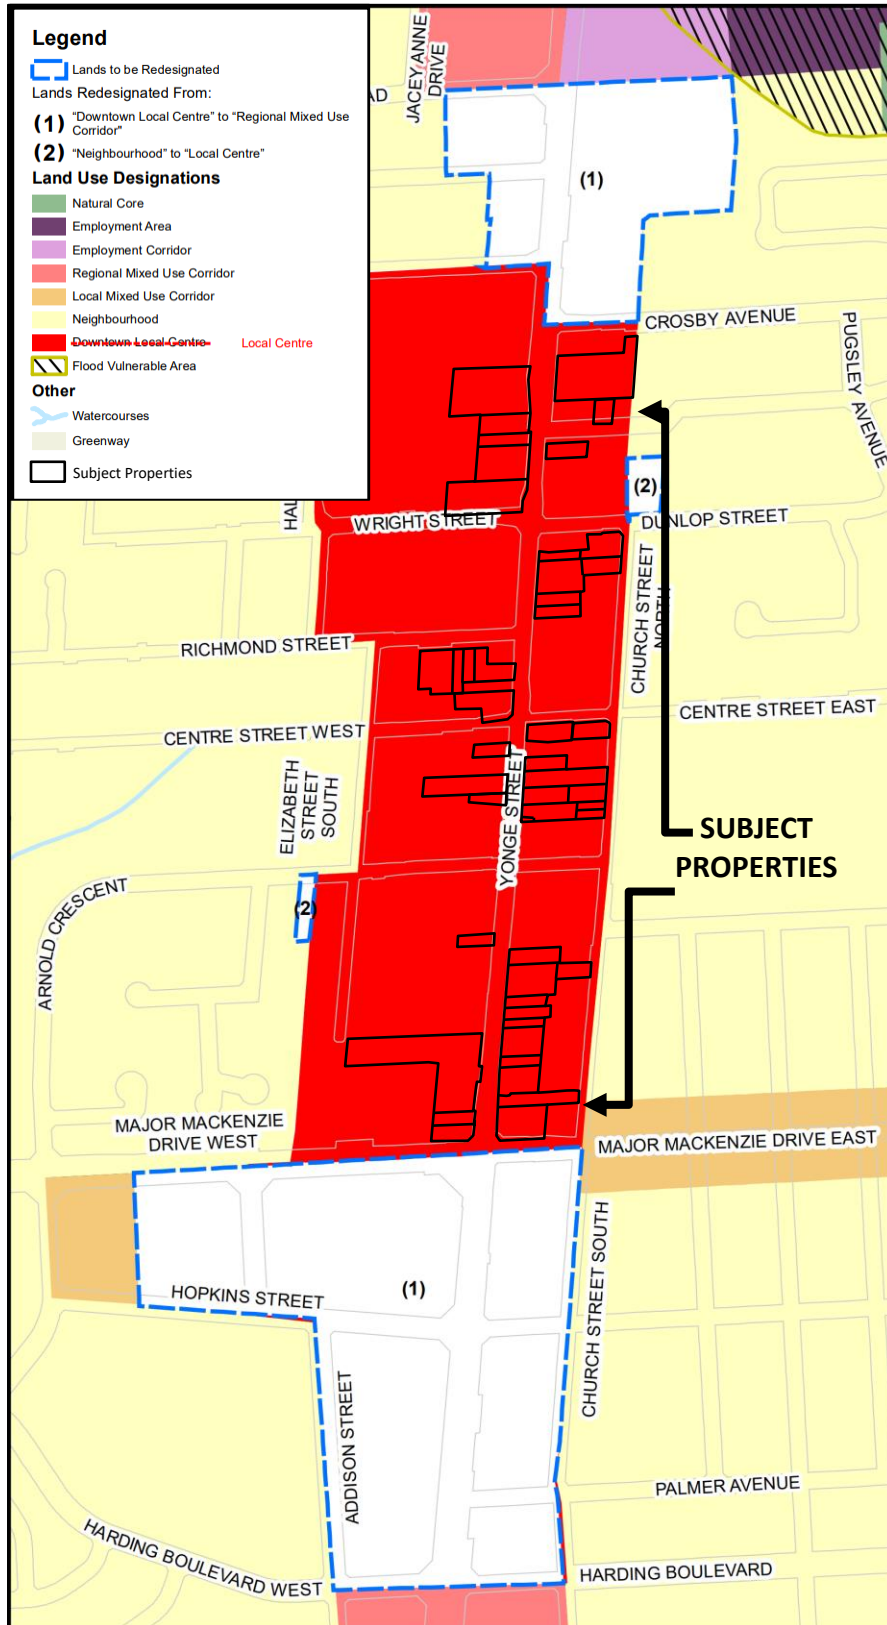 Legend
Lands to be Redesignated
Lands Redesignated From:
(1) "Downtown Local Centre" to "Regional Mixed Use
Corridor"
(2) "Neighbourhood" to "Local Centre"
Land Use Designations
Natural Core
Employment Area
Employment Corridor
Regional Mixed Use Corridor
Local Mixed Use Corridor
Neighbourhood
Downtown Local Centre Local Centre
Flood Vulnerable Area
Other
Watercourses
Greenway
Subject Properties
JACEY ANNE
DRIVE
AD
(1)
CROSBY AVENUE
PUGSLEY AVENUE
(2)
HAL
WRIGHT STREET
DUNLOP STREET
CHURCH STREET
NORTH
RICHMOND STREET
CENTRE STREET EAST
CENTRE STREET WEST
ELIZABETH
STREET
SOUTH
YONGE STREET
SUBJECT
PROPERTIES
ARNOLD CRESCENT
(2)
MAJOR MACKENZIE
DRIVE WEST
MAJOR MACKENZIE DRIVE EAST
HOPKINS STREET
(1)
CHURCH STREET SOUTH
ADDISON STREET
PALMER AVENUE
HARDING BOULEVARD WEST
HARDING BOULEVARD